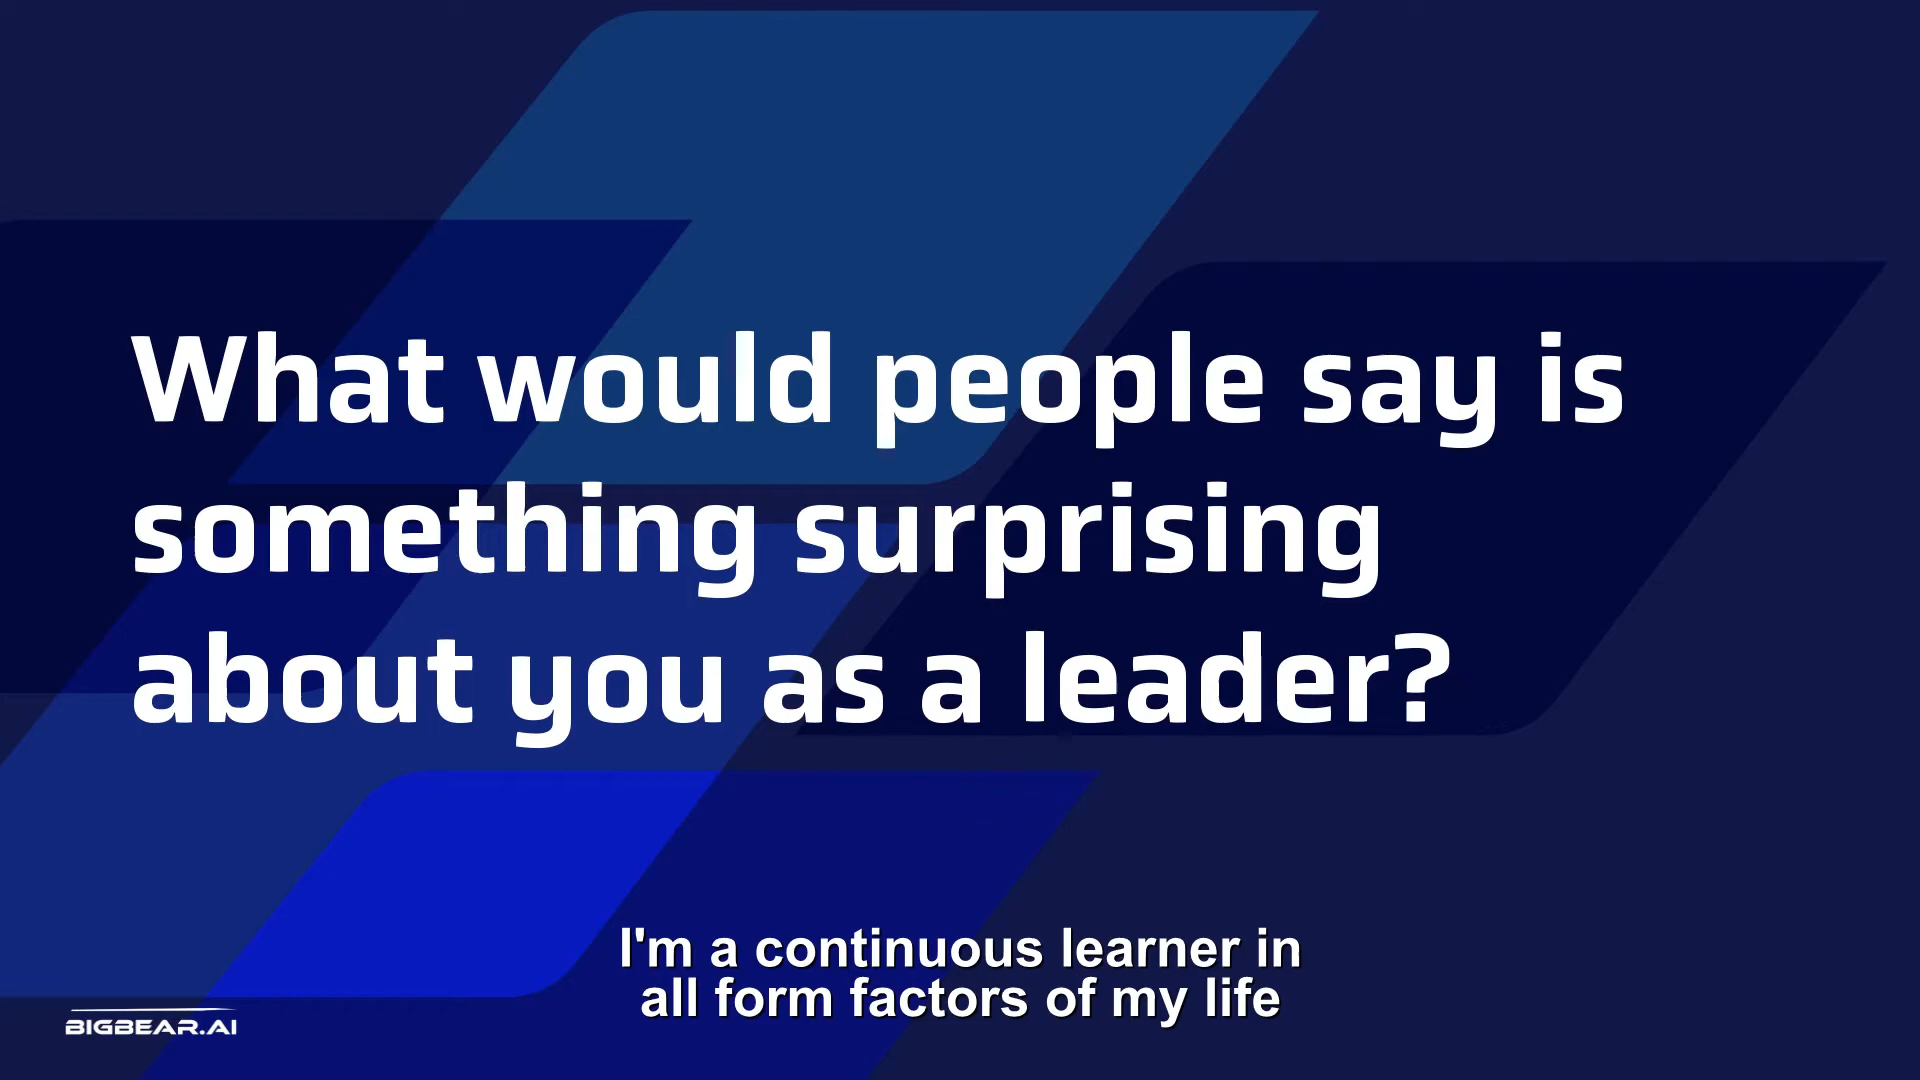 What would people say is
something surprising
about you as a leader?
I'm a continuous learner in
all form factors of my life
BIGBEAR.AI